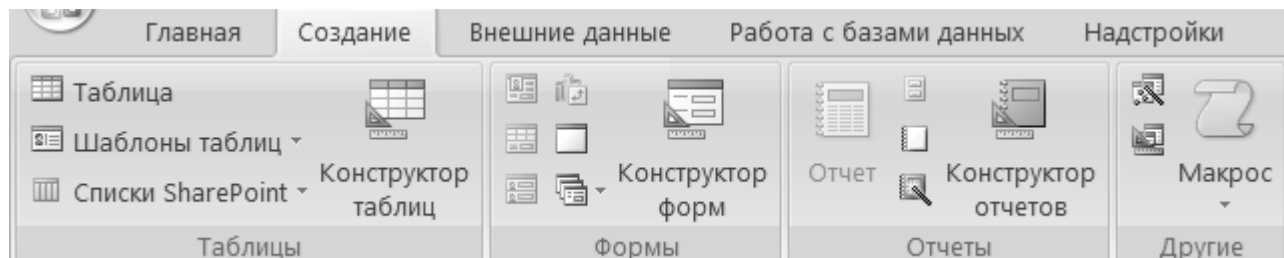 Главная Создание Внешние данные Работа с базами данных Надстройки
Таблица
Шаблоны таблиц
Списки SharePoint
Конструктор
таблиц
Таблицы
Конструктор
форм
Формы
Отчет
Конструктор
отчетов
Отчеты
Макрос
Другие